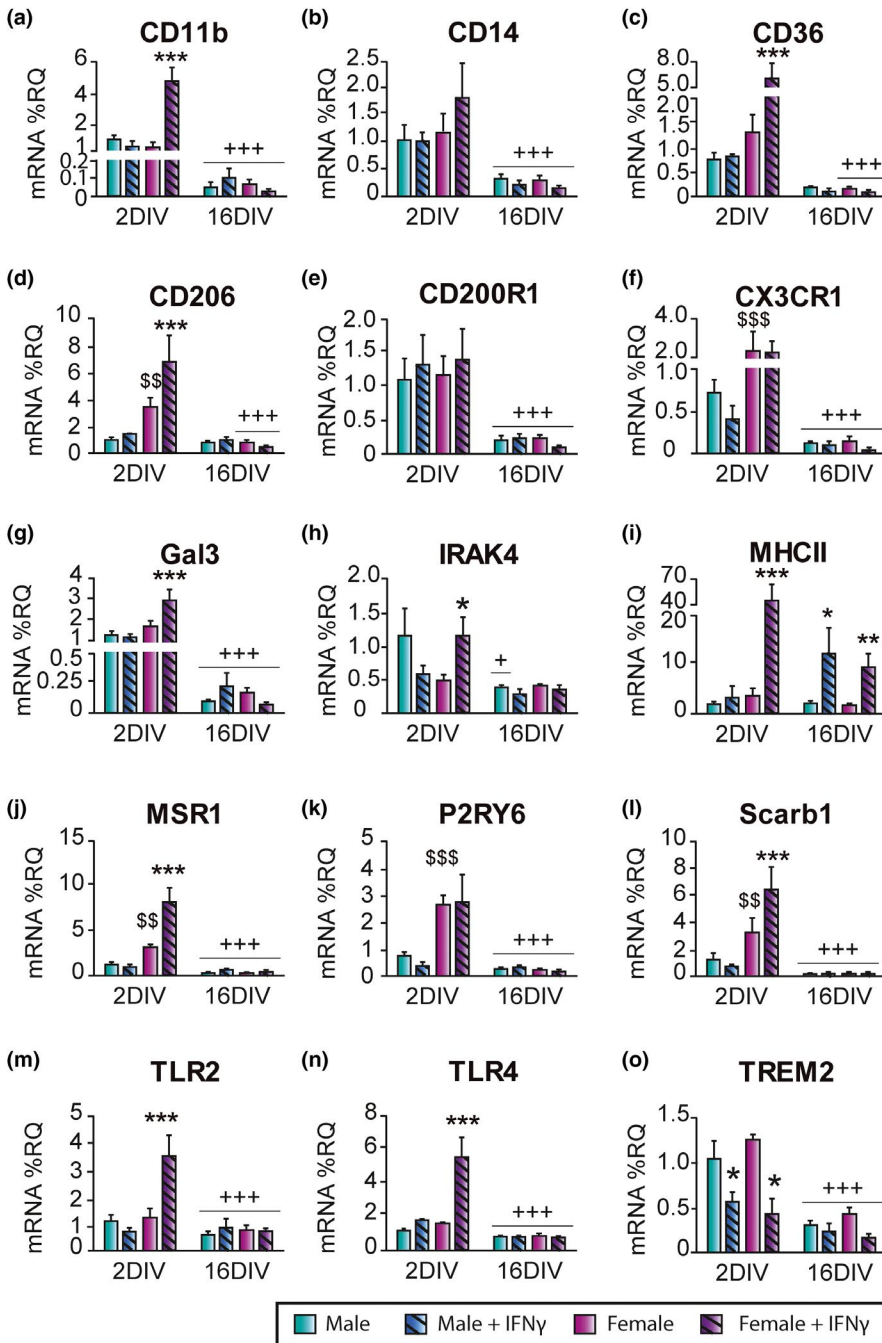 (a) CD11b
mRNA %RQ
6
4
2
1
0.2
0.1
0
***
+++
2DIV 16DIV
(b) CD14
mRNA %RQ
2.5
2.0
1.5
1.0
0.5
0
+++
2DIV 16DIV
(c) CD36
mRNA %RQ
8.0
5.0
2.0
1.5
1.0
0.5
0
***
+++
2DIV 16DIV
(d) CD206
mRNA %RQ
10
8
6
4
2
0
$$
***
+++
2DIV 16DIV
(e) CD200R1
mRNA %RQ
2.0
1.5
1.0
0.5
0
+++
2DIV 16DIV
(f) CX3CR1
mRNA %RQ
4.0
2.0
1.0
0.5
0
$$$
+++
2DIV 16DIV
(g) Gal3
mRNA %RQ
4
3
2
1
0.5
0.25
0
***
+++
2DIV 16DIV
(h) IRAK4
mRNA %RQ
2.0
1.5
1.0
0.5
0
*
+
2DIV 16DIV
(i) MHCII
mRNA %RQ
70
40
20
10
0
***
*
**
2DIV 16DIV
(j) MSR1
mRNA %RQ
15
10
5
0
$$
***
+++
2DIV 16DIV
(k) P2RY6
mRNA %RQ
5
4
3
2
1
0
$$$
+++
2DIV 16DIV
(l) Scarb1
mRNA %RQ
10
8
6
4
2
0
$$
***
+++
2DIV 16DIV
(m) TLR2
mRNA %RQ
5
4
3
2
1
0
***
+++
2DIV 16DIV
(n) TLR4
mRNA %RQ
8
6
4
2
0
***
+++
2DIV 16DIV
(o) TREM2
mRNA %RQ
1.5
1.0
0.5
0
*
*
+++
2DIV 16DIV
Male Male + IFNγ Female Female + IFNγ